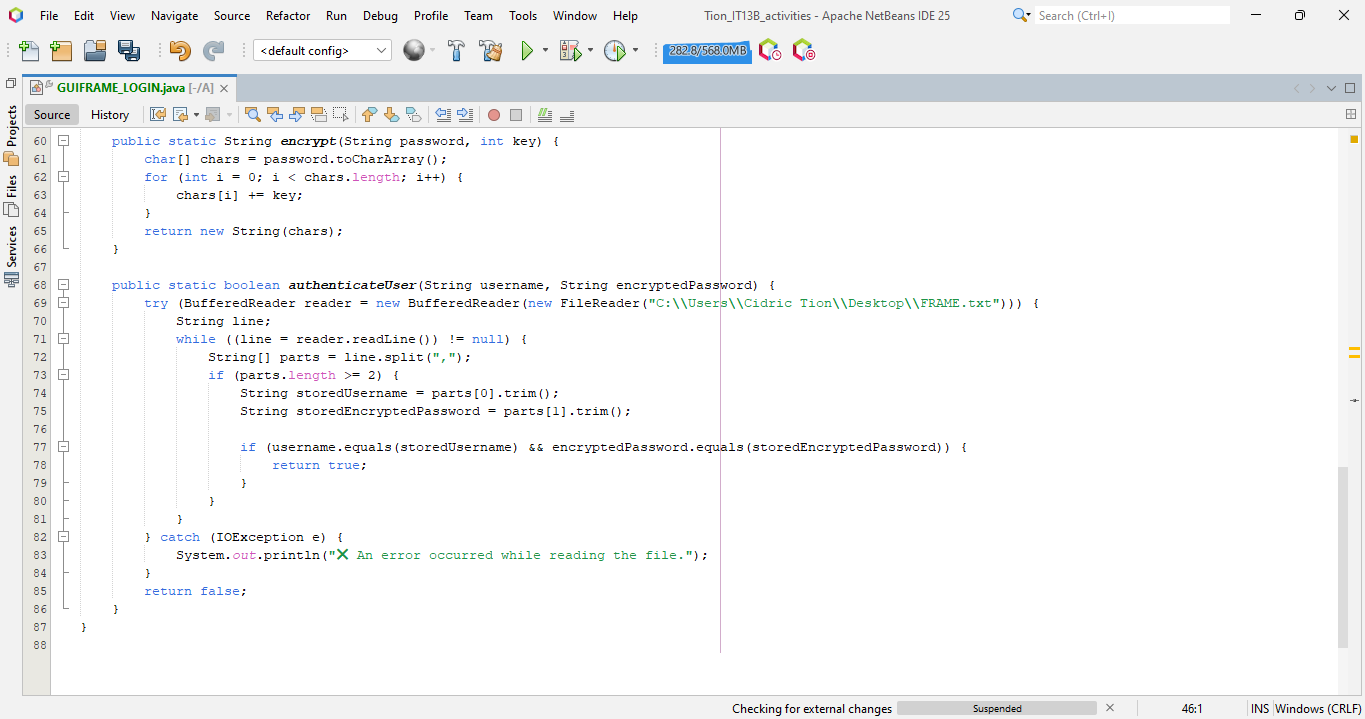 File Edit View Navigate Source Refactor Run Debug Profile Team Tools Window Help Tion_IT13B_activities - Apache NetBeans IDE 25 Search (Ctrl+I)
<default config> 282.8/568.0MB
GUIFRAME_LOGIN.java [-/A]
Source History
Projects
Files
Services
60 public static String encrypt(String password, int key) {
61 char[] chars = password.toCharArray();
62 for (int i = 0; i < chars.length; i++) {
63 chars[i] += key;
64 }
65 return new String(chars);
66 }
67
68 public static boolean authenticateUser(String username, String encryptedPassword) {
69 try (BufferedReader reader = new BufferedReader(new FileReader("C:\\Users\\Cidric Tion\\Desktop\\FRAME.txt"))) {
70 String line;
71 while ((line = reader.readLine()) != null) {
72 String[] parts = line.split(",");
73 if (parts.length >= 2) {
74 String storedUsername = parts[0].trim();
75 String storedEncryptedPassword = parts[1].trim();
76
77 if (username.equals(storedUsername) && encryptedPassword.equals(storedEncryptedPassword)) {
78 return true;
79 }
80 }
81 }
82 } catch (IOException e) {
83 System.out.println("❌ An error occurred while reading the file.");
84 }
85 return false;
86 }
87 }
88
Checking for external changes Suspended 46:1 INS Windows (CRLF)